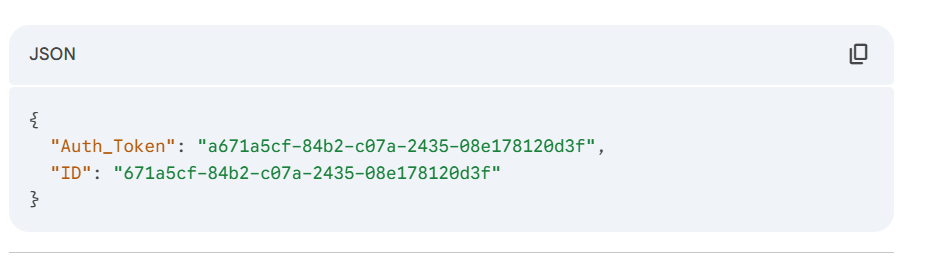 JSON
{
"Auth_Token": "a671a5cf-84b2-c07a-2435-08e178120d3f",
"ID": "671a5cf-84b2-c07a-2435-08e178120d3f"
}